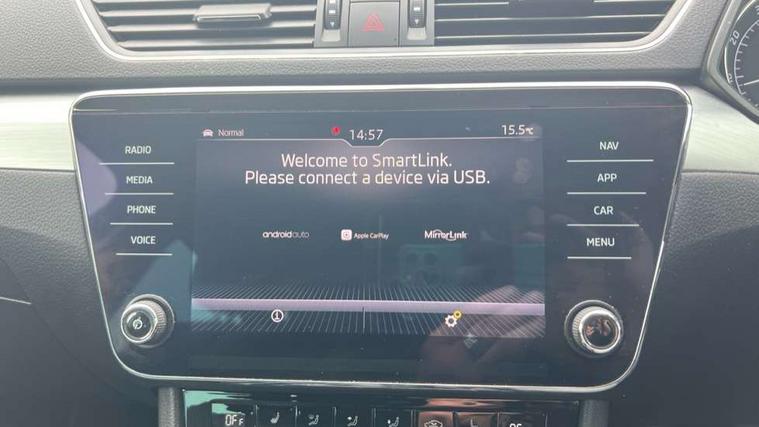 Normal
14:57
15.5°C
Welcome to SmartLink.
Please connect a device via USB.
androidauto
Apple CarPlay
MirrorLink
RADIO
MEDIA
PHONE
VOICE
NAV
APP
CAR
MENU
OFF
20